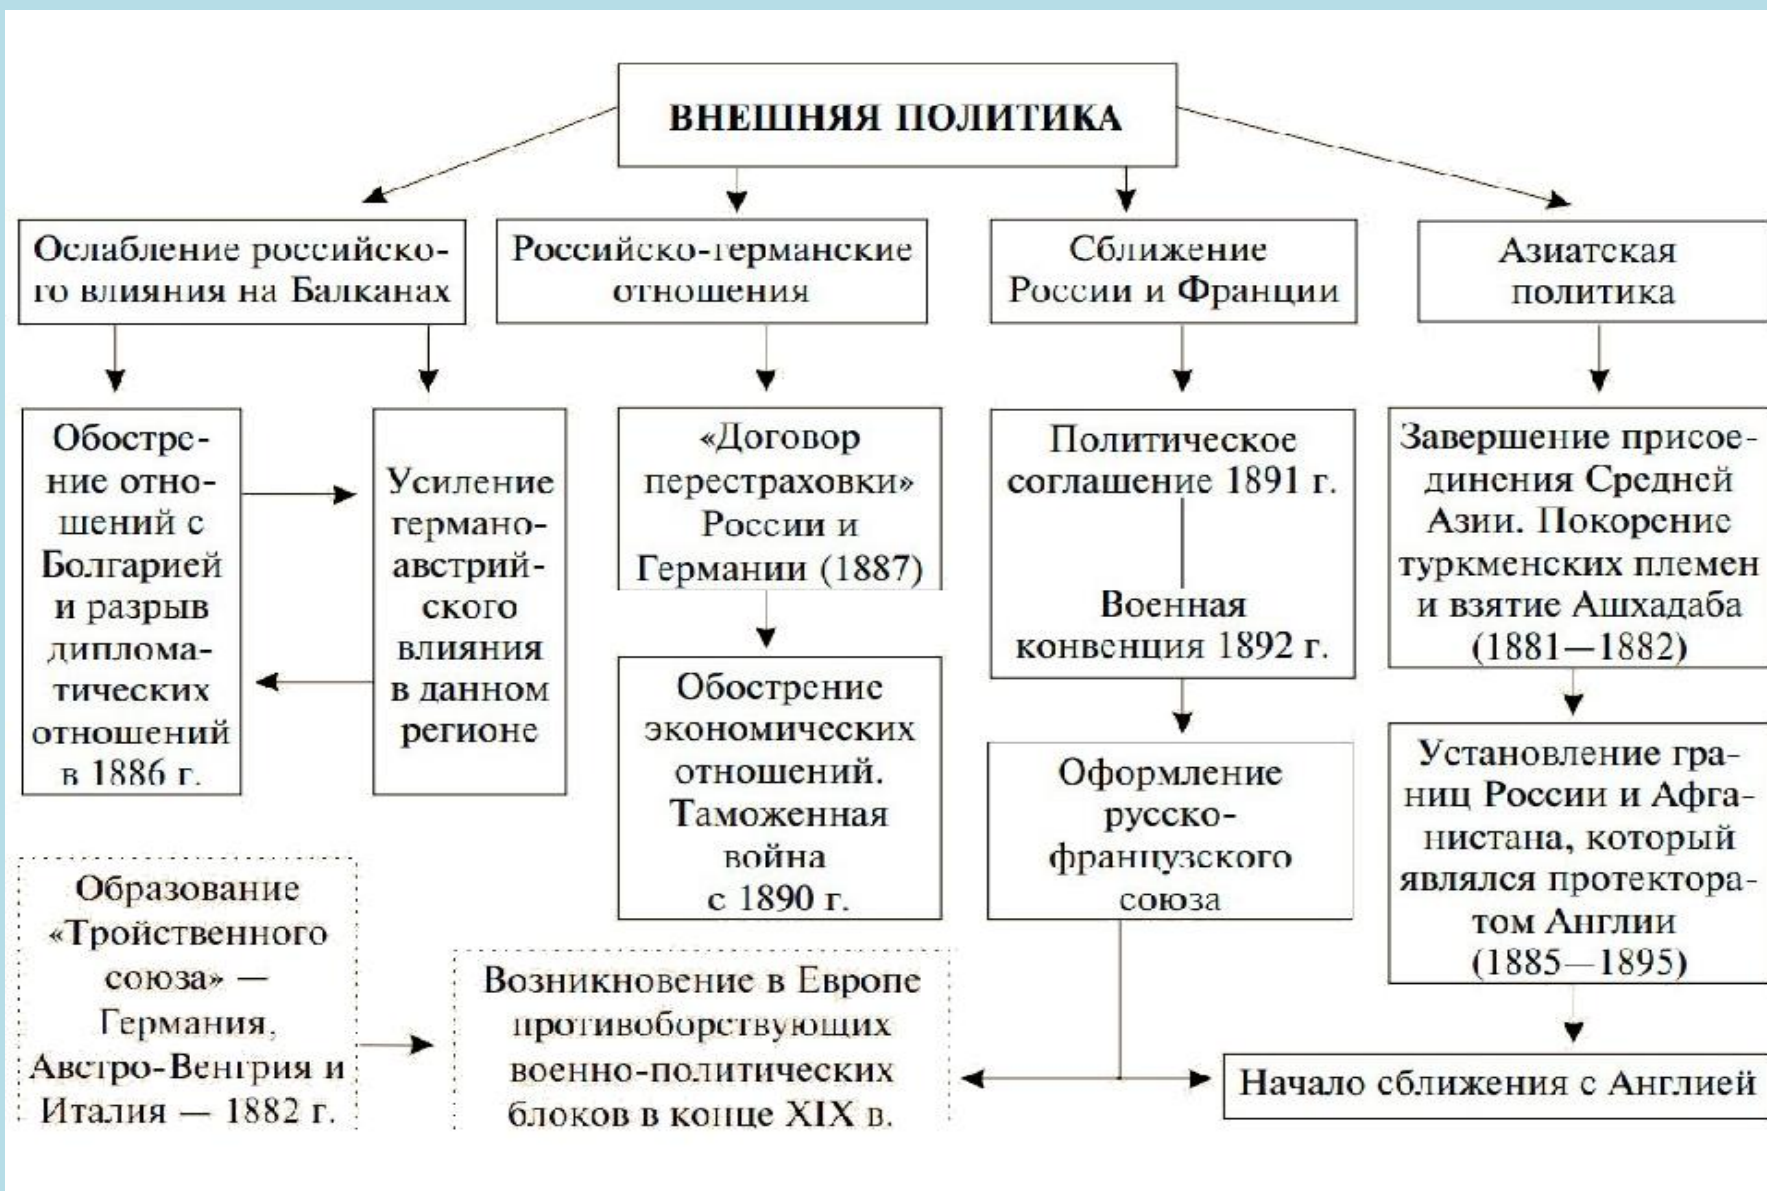 ВНЕШНЯЯ ПОЛИТИКА
Ослабление российско-
го влияния на Балканах
Российско-германские
отношения
Сближение
России и Франции
Азиатская
политика
Обостре-
ние отно-
шений с
Болгарией
и разрыв
диплома-
тических
отношений
в 1886 г.
Усиление
германо-
австрий-
ского
влияния
в данном
регионе
«Договор
перестраховки»
России и
Германии (1887)
Обострение
экономических
отношений.
Таможенная
война
с 1890 г.
Политическое
соглашение 1891 г.
Военная
конвенция 1892 г.
Оформление
русско-
французского
союза
Завершение присое-
динения Средней
Азии. Покорение
туркменских племен
и взятие Ашхадаба
(1881—1882)
Установление гра-
ниц России и Афга-
нистана, который
являлся протектора-
том Англии
(1885—1895)
Образование
«Тройственного
союза» —
Германия,
Австро-Венгрия и
Италия — 1882 г.
Возникновение в Европе
противоборствующих
военно-политических
блоков в конце XIX в.
Начало сближения с Англией